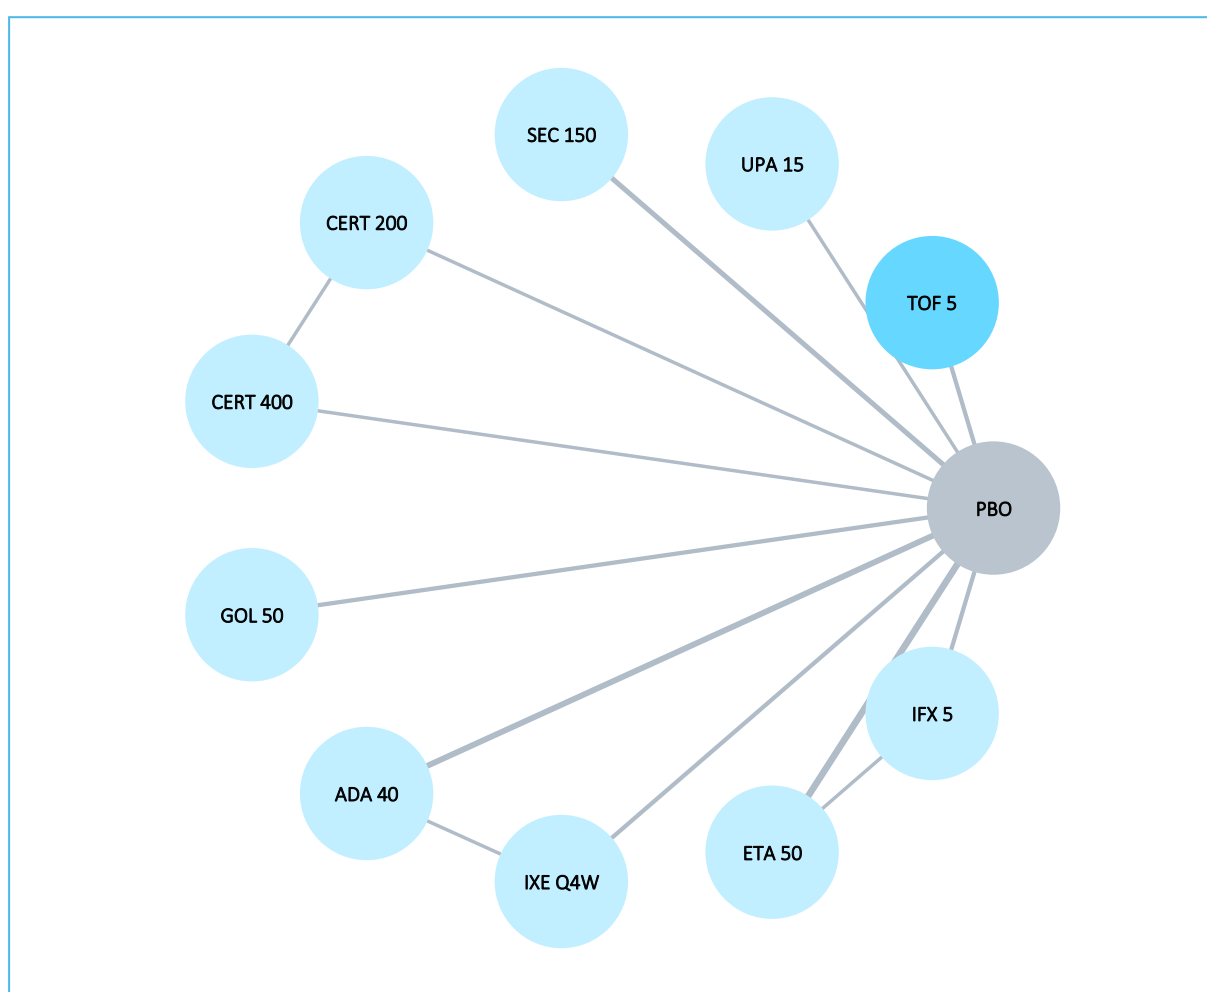 SEC 150
UPA 15
CERT 200
TOF 5
CERT 400
PBO
GOL 50
IFX 5
ADA 40
ETA 50
IXE Q4W